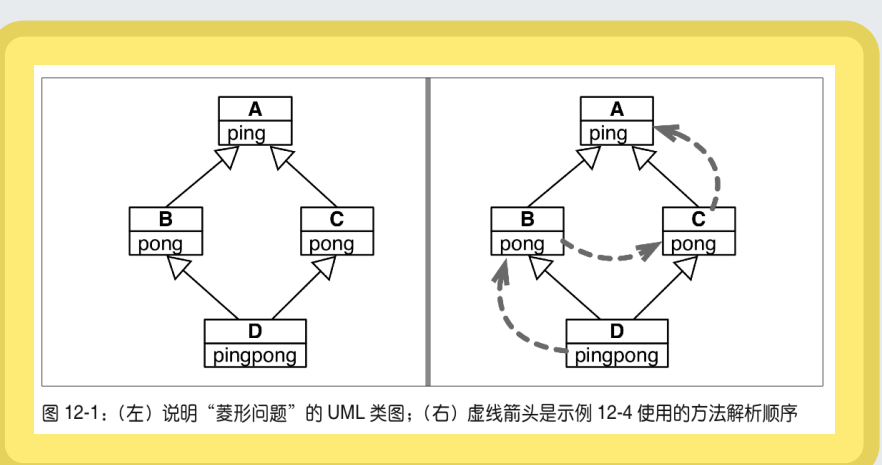 A
ping
B
pong
C
pong
D
pingpong
A
ping
B
pong
C
pong
D
pingpong
图 12-1：（左）说明“菱形问题”的 UML 类图；（右）虚线箭头是示例 12-4 使用的方法解析顺序